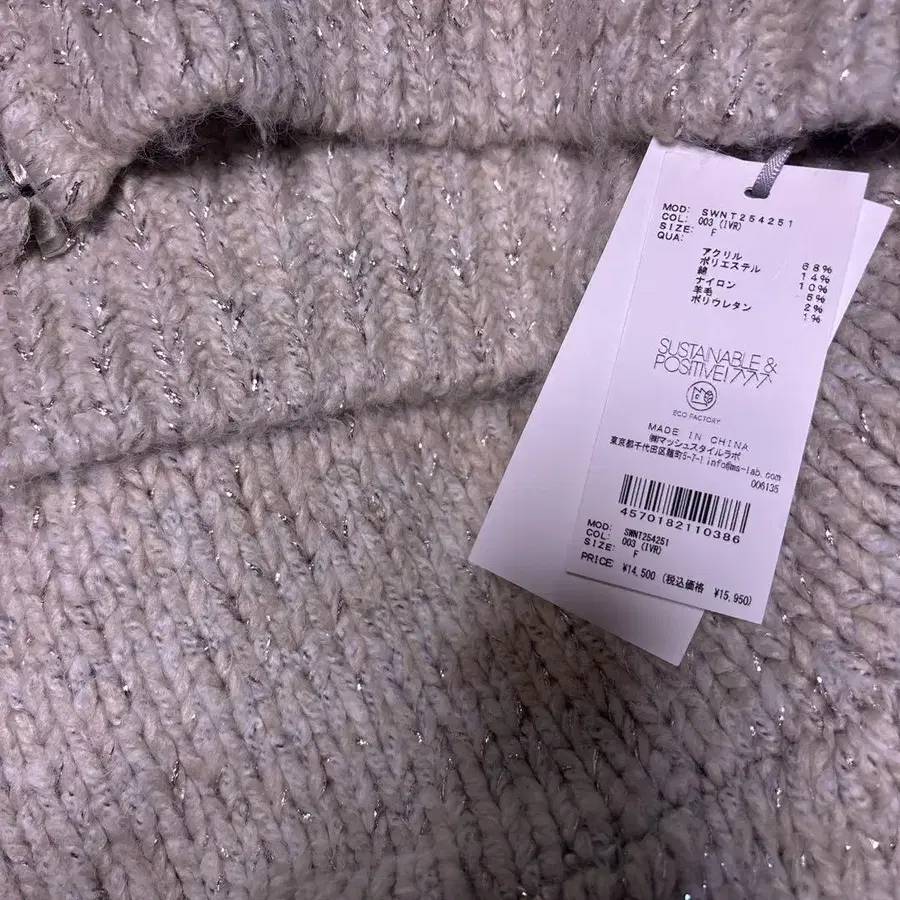 MOD: SWNT254251
COL: 003 (IVR)
SIZE: F
QUA:
アクリル 68%
ポリエステル 14%
綿 10%
ナイロン 5%
羊毛 2%
ポリウレタン 1%
SUSTAINABLE &
POSITIVE!
ECO FACTORY
MADE IN CHINA
㈱マッシュスタイルラボ
東京都千代田区麹町5-7-1 info@ms-lab.com
006135
4570182110386
MOD: SWNT254251
COL: 003 (IVR)
SIZE: F
PRICE: ¥14,500 (税込価格 ¥15,950)